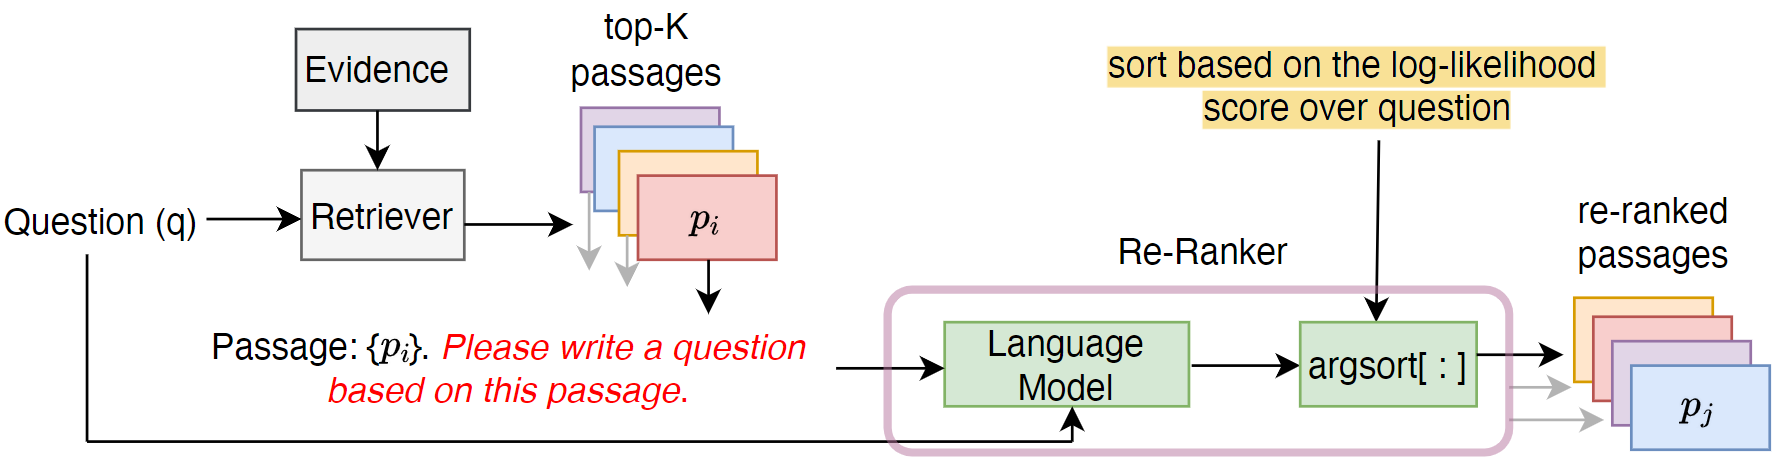 Evidence
top-K
passages
sort based on the log-likelihood
score over question
Question (q)
Retriever
p_i
re-ranked
passages
Re-Ranker
Passage: {p_i}. Please write a question
based on this passage.
Language
Model
argsort[ : ]
p_j